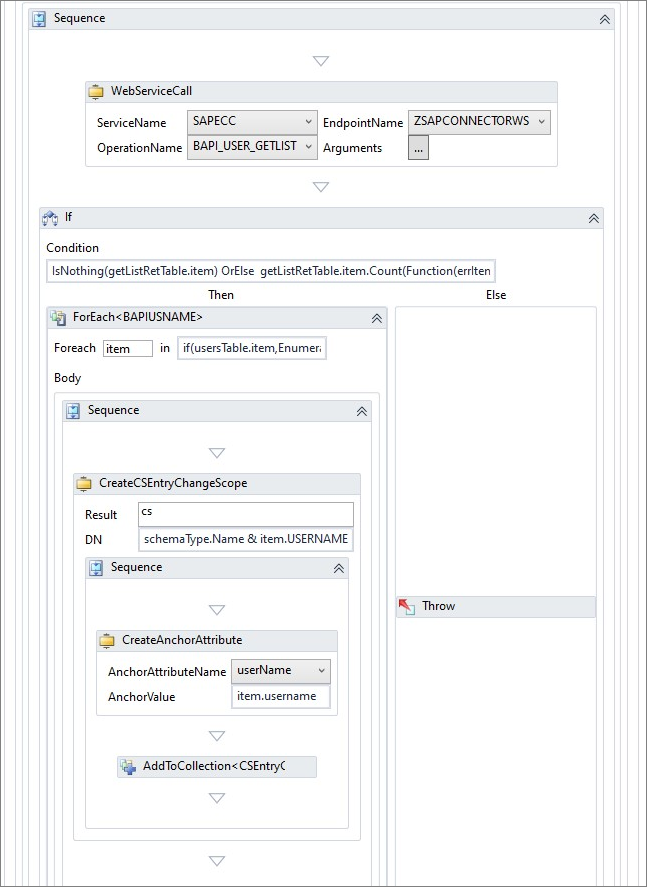 Sequence
WebServiceCall
ServiceName SAPECC EndpointName ZSAPCONNECTORWS
OperationName BAPI_USER_GETLIST Arguments ...
If
Condition
IsNothing(getListRetTable.item) OrElse getListRetTable.item.Count(Function(errIten
Then Else
ForEach<BAPIUSNAME>
Foreach item in if(usersTable.item,Enumera
Body
Sequence
CreateCSEntryChangeScope
Result cs
DN schemaType.Name & item.USERNAME
Sequence
CreateAnchorAttribute
Throw
AnchorAttributeName userName
AnchorValue item.username
AddToCollection<CSEntryC